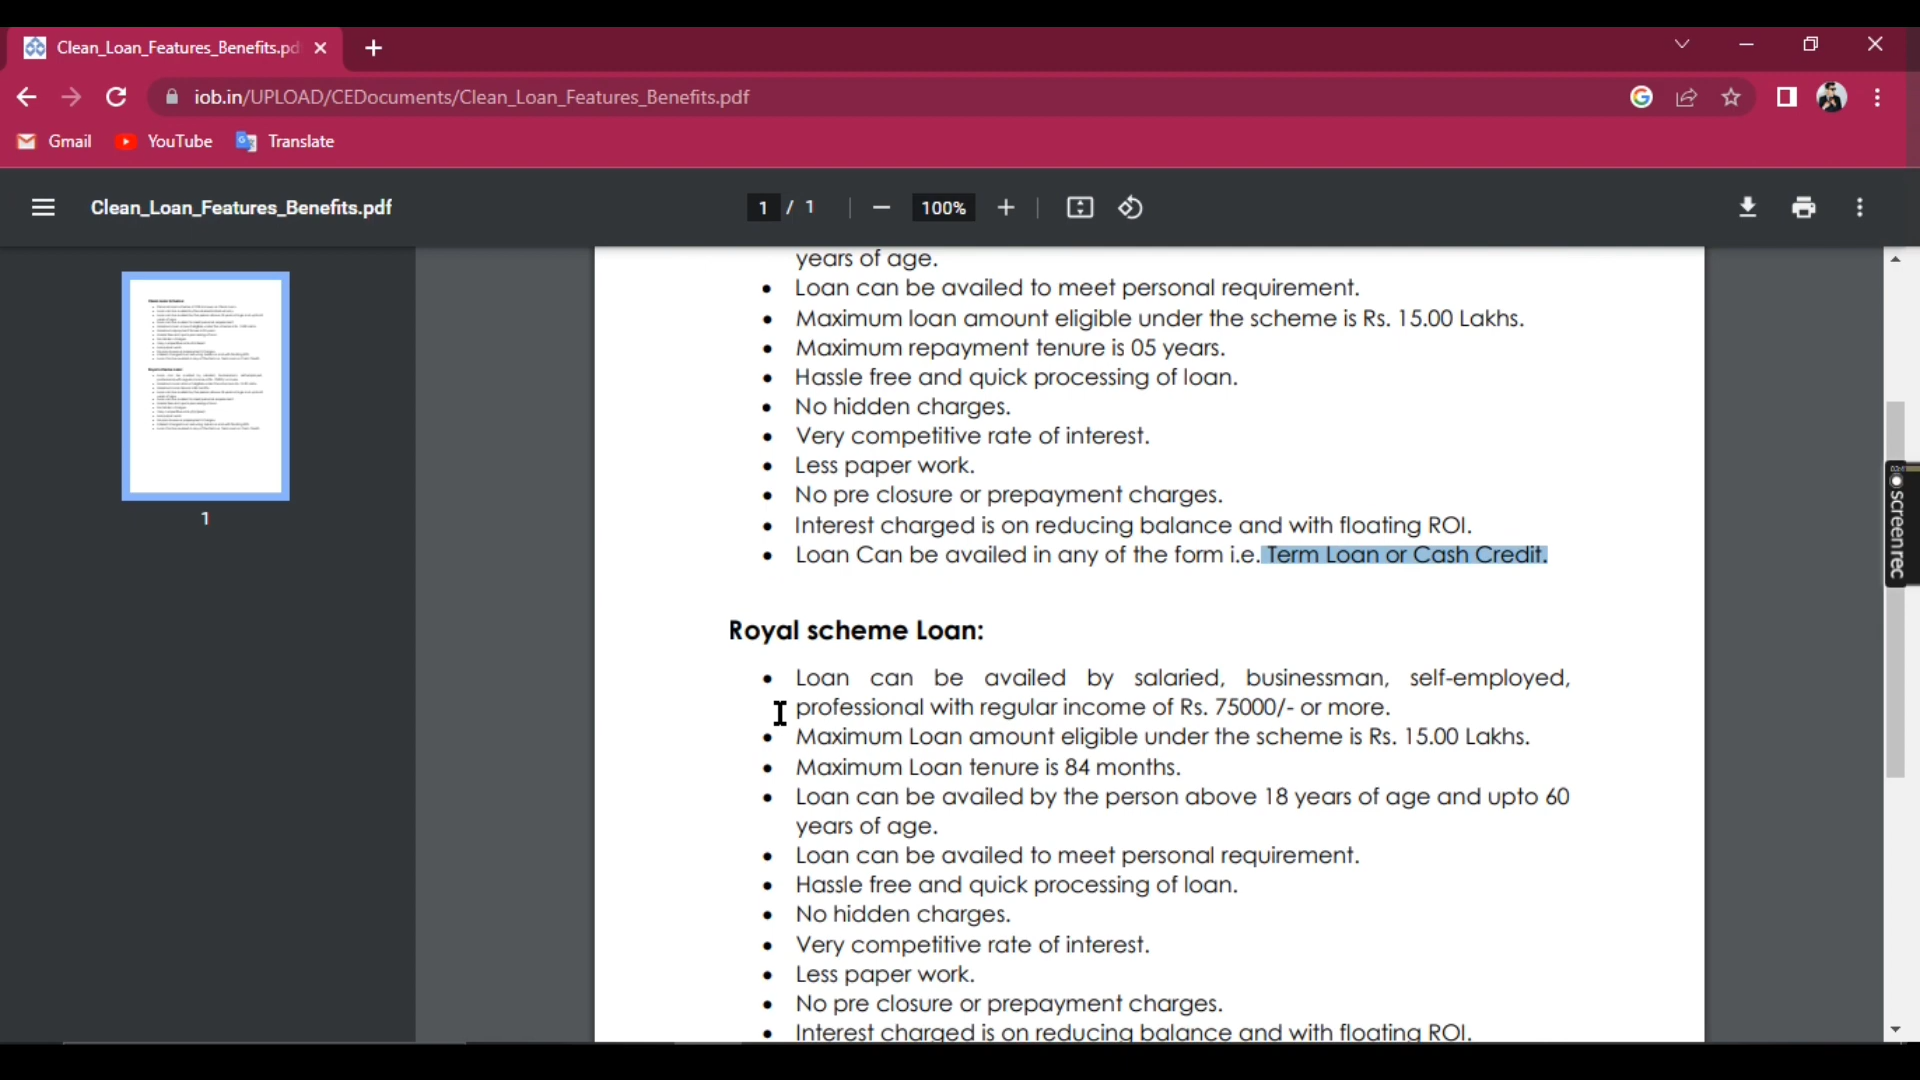 Clean_Loan_Features_Benefits.pd
iob.in/UPLOAD/CEDocuments/Clean_Loan_Features_Benefits.pdf
Gmail
YouTube
Translate
Clean_Loan_Features_Benefits.pdf
1 / 1
100%
years of age.
• Loan can be availed to meet personal requirement.
• Maximum loan amount eligible under the scheme is Rs. 15.00 Lakhs.
• Maximum repayment tenure is 05 years.
• Hassle free and quick processing of loan.
• No hidden charges.
• Very competitive rate of interest.
• Less paper work.
• No pre closure or prepayment charges.
• Interest charged is on reducing balance and with floating ROI.
• Loan Can be availed in any of the form i.e. Term Loan or Cash Credit.
Royal scheme Loan:
• Loan can be availed by salaried, businessman, self-employed,
professional with regular income of Rs. 75000/- or more.
• Maximum Loan amount eligible under the scheme is Rs. 15.00 Lakhs.
• Maximum Loan tenure is 84 months.
• Loan can be availed by the person above 18 years of age and upto 60
years of age.
• Loan can be availed to meet personal requirement.
• Hassle free and quick processing of loan.
• No hidden charges.
• Very competitive rate of interest.
• Less paper work.
• No pre closure or prepayment charges.
• Interest charged is on reducing balance and with floating ROI.
1
screenrec